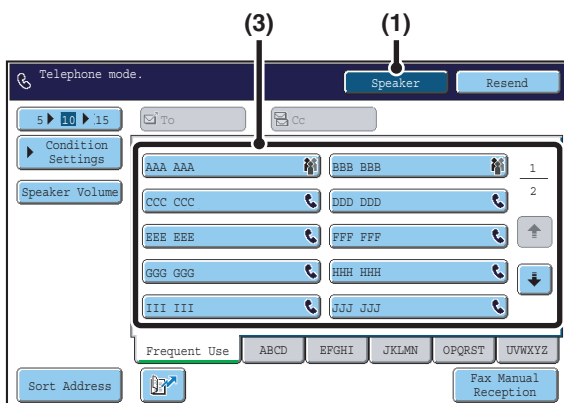 (3) (1)
Telephone mode.
Speaker
Resend
5 10 15
To
Cc
Condition
Settings
AAA AAA
BBB BBB
1
Speaker Volume
CCC CCC
DDD DDD
2
EEE EEE
FFF FFF
GGG GGG
HHH HHH
III III
JJJ JJJ
Frequent Use
ABCD
EFGHI
JKLMN
OPQRST
UVWXYZ
Sort Address
Fax Manual
Reception